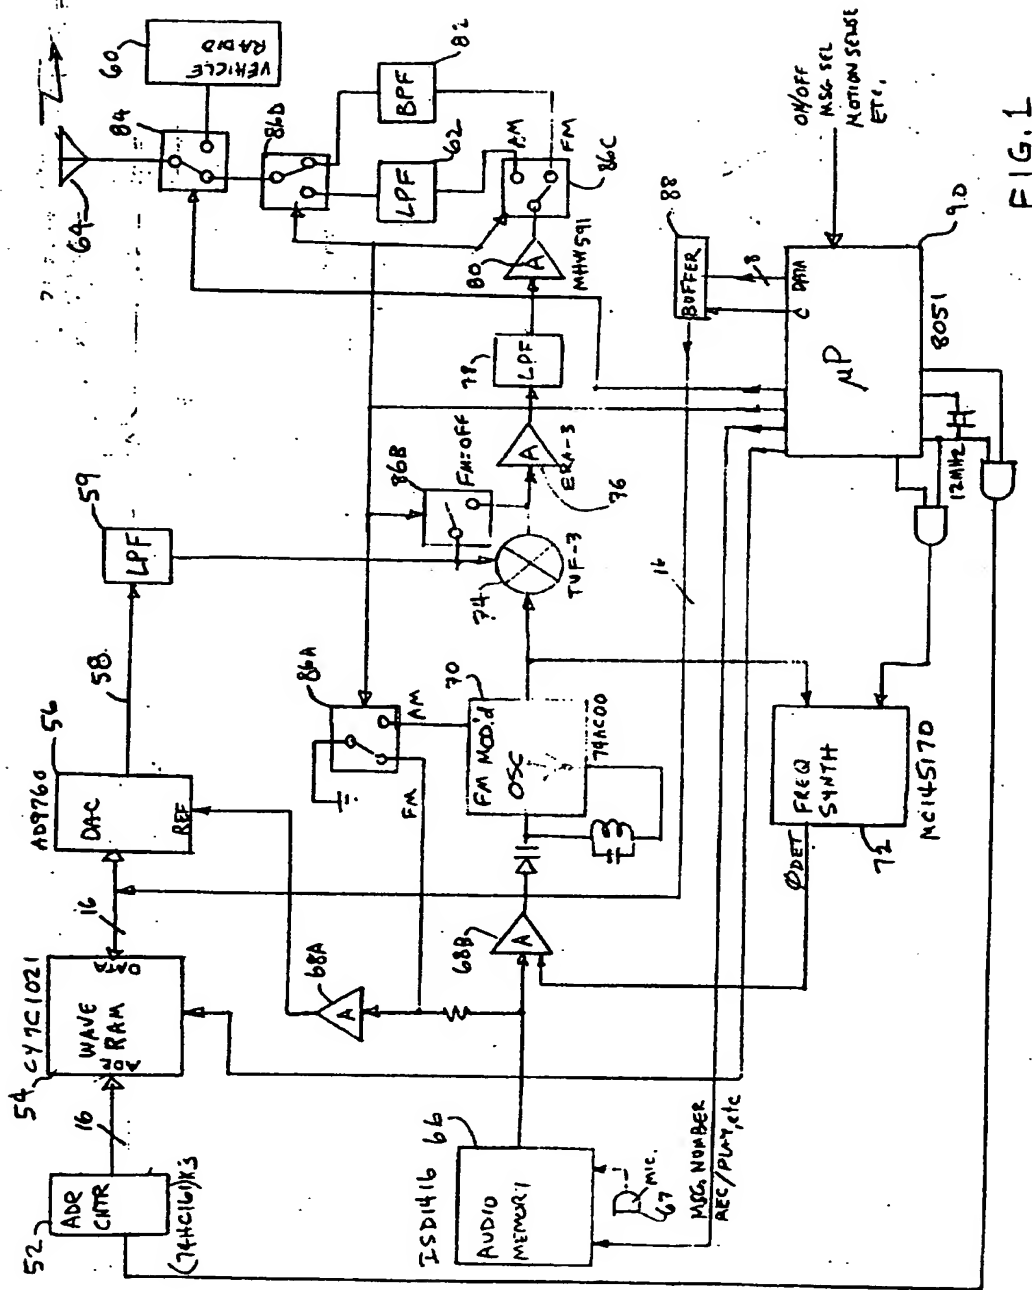 60
VEHICLE
RADIO
84
64
86D
82
BPF
62
LPF
AM
FM
86C
80
A
MHW591
78
LPF
A
ERA-3
76
FM=OFF
86B
59
LPF
74
TUF-3
58
56
AD9760
DAC
REF
86A
AM
FM
70
FM MOD'd
OSC
74AC00
16
54
CY7C1021
WAVE
RAM
16
52
ADR
CNTR
(74HC161)X3
68A
A
68B
A
66
ISD1416
AUDIO
MEMORY
MIC.
67
MSG NUMBER
REC/PLAY, etc
ØDET
FREQ
SYNTH
72
MC145170
16
88
BUFFER
8
C
DATA
µP
8051
90
12MHz
ON/OFF
MSG SEL
MOTION SENSE
ETC.
FIG. 1